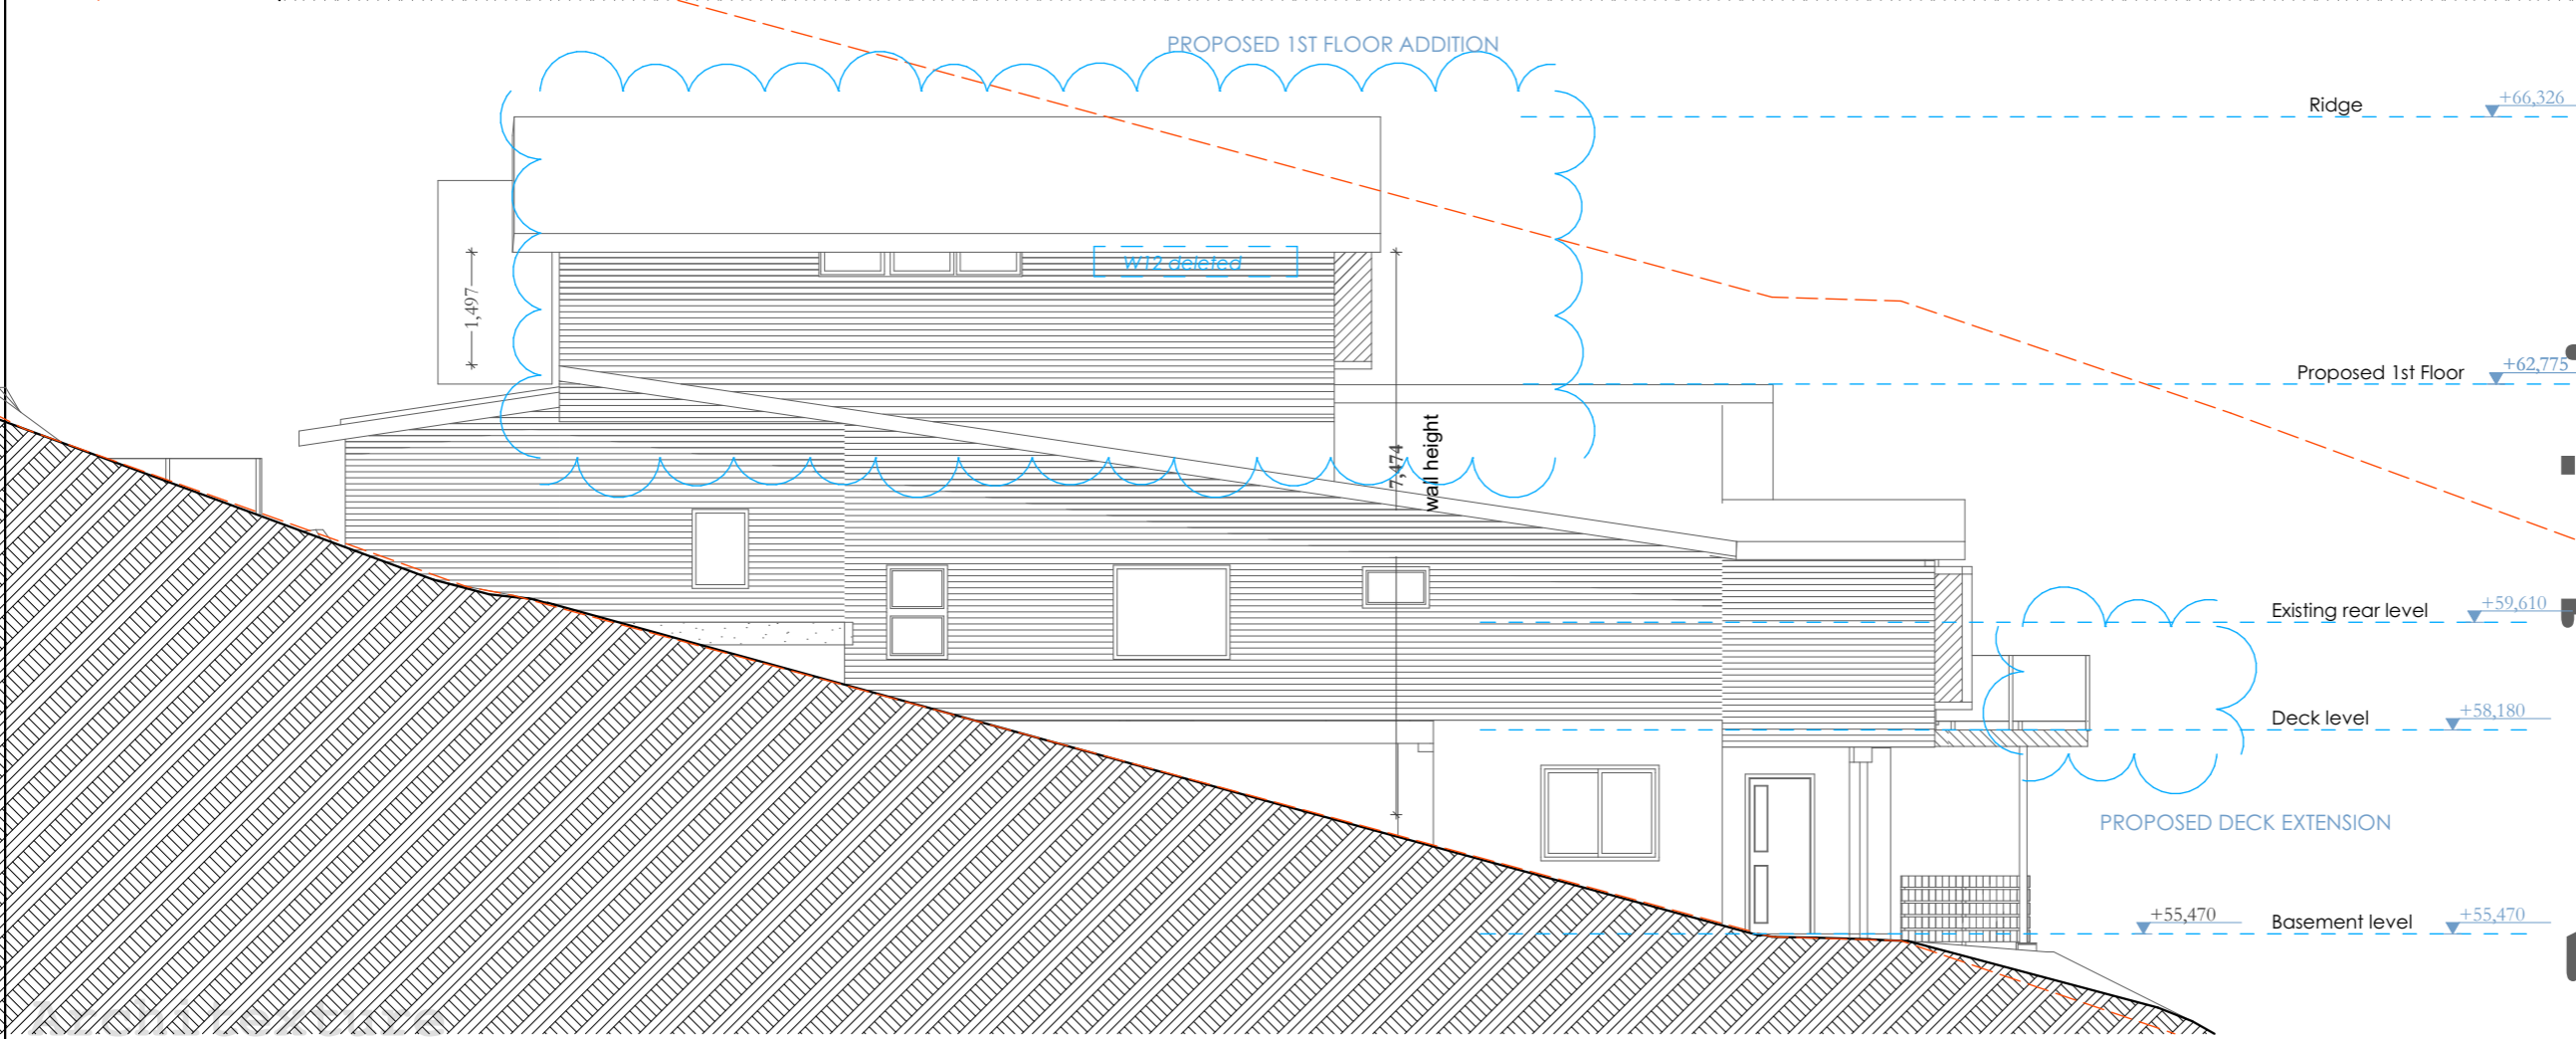 PROPOSED 1ST FLOOR ADDITION
Ridge
+66,326
W12 deleted
1,497
Proposed 1st Floor
+62,775
7,474
wall height
Existing rear level
+59,610
Deck level
+58,180
PROPOSED DECK EXTENSION
+55,470
Basement level
+55,470
Architexture